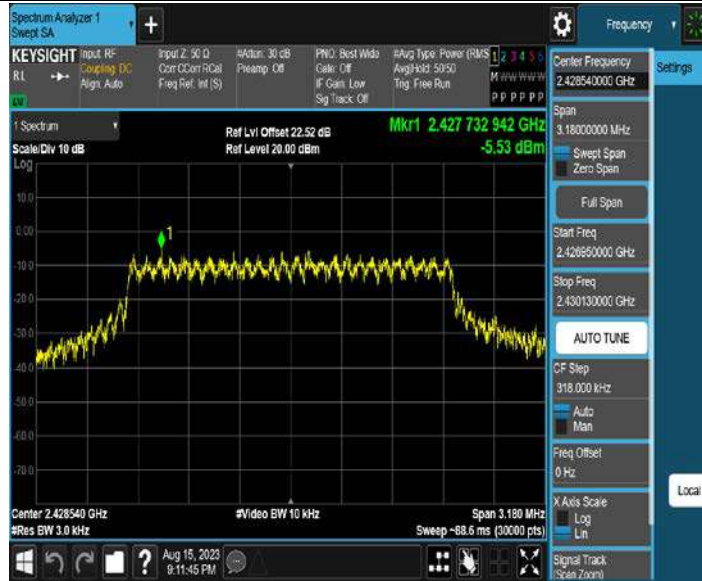 Spectrum Analyzer 1
Swept SA
+
Frequency
KEYSIGHT
RL
LW
Input: RF
Coupling: DC
Align: Auto
Input Z: 50 Ω
Corr CCorr RCal
Freq Ref: Int (S)
#Atten: 30 dB
Preamp: Off
PNO: Best Wide
Gate: Off
IF Gain: Low
Sig Track: Off
#Avg Type: Power (RMS
Avg|Hold: 50/50
Trig: Free Run
1 2 3 4 5 6
M W W W W W
P P P P P P
1 Spectrum
Scale/Div 10 dB
Ref Lvl Offset 22.52 dB
Ref Level 20.00 dBm
Mkr1 2.427 732 942 GHz
-5.53 dBm
Log
10.0
0.00
-10.0
-20.0
-30.0
-40.0
-50.0
-60.0
-70.0
1
Center 2.428540 GHz
#Res BW 3.0 kHz
#Video BW 10 kHz
Span 3.180 MHz
Sweep ~88.6 ms (30000 pts)
?
Aug 15, 2023
9:11:45 PM
Center Frequency
2.428540000 GHz
Settings
Span
3.18000000 MHz
Swept Span
Zero Span
Full Span
Start Freq
2.426950000 GHz
Stop Freq
2.430130000 GHz
AUTO TUNE
CF Step
318.000 kHz
Auto
Man
Freq Offset
0 Hz
X Axis Scale
Log
Lin
Local
Signal Track
(Span Zoom)